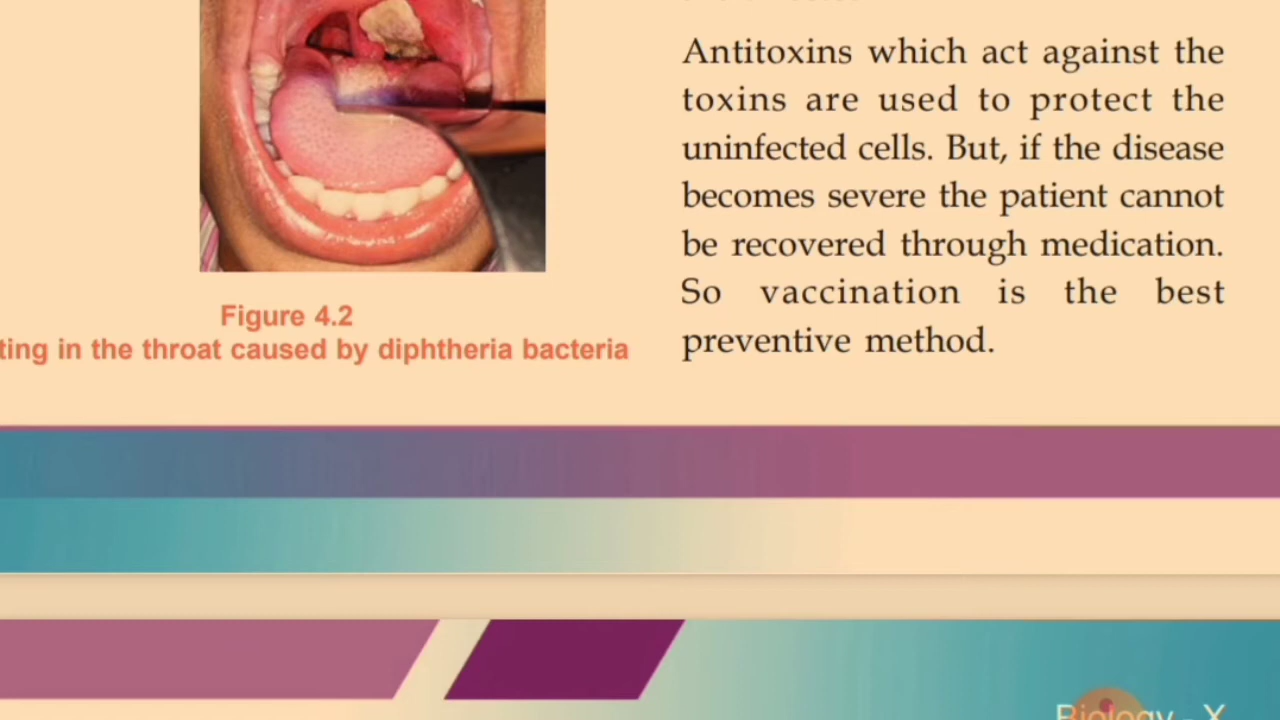 Antitoxins which act against the
toxins are used to protect the
uninfected cells. But, if the disease
becomes severe the patient cannot
be recovered through medication.
So vaccination is the best
preventive method.
Figure 4.2
ting in the throat caused by diphtheria bacteria
Biology X